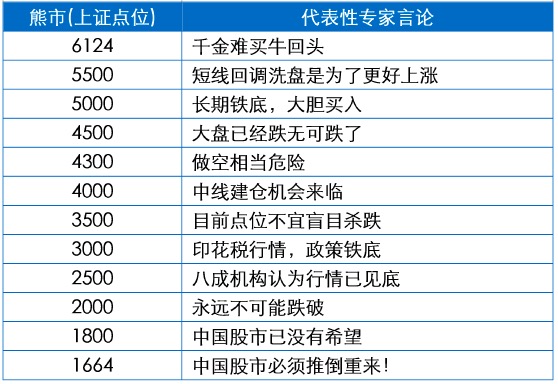 熊市(上证点位) 代表性专家言论
6124 千金难买牛回头
5500 短线回调洗盘是为了更好上涨
5000 长期铁底，大胆买入
4500 大盘已经跌无可跌了
4300 做空相当危险
4000 中线建仓机会来临
3500 目前点位不宜盲目杀跌
3000 印花税行情，政策铁底
2500 八成机构认为行情已见底
2000 永远不可能跌破
1800 中国股市已没有希望
1664 中国股市必须推倒重来！